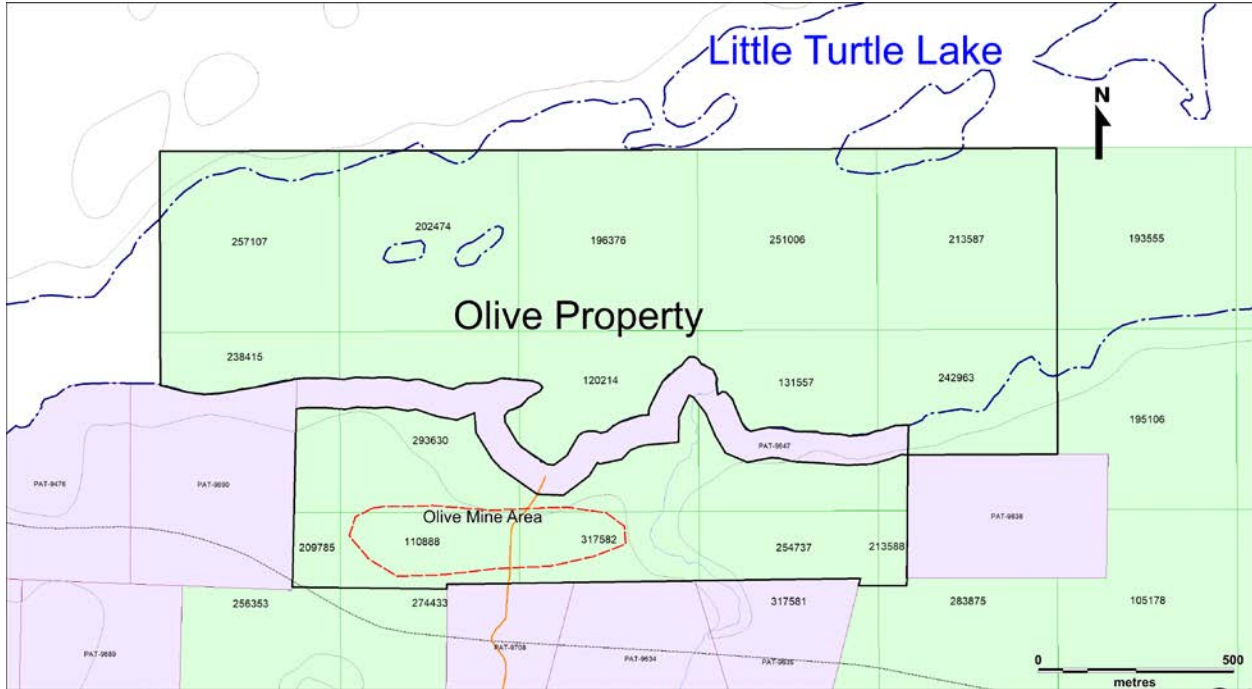 Little Turtle Lake
N
257107
202474
196376
251006
213587
193555
Olive Property
238415
120214
131557
242963
195106
293630
PAT-9647
PAT-9476
PAT-9690
PAT-9636
Olive Mine Area
209785
110888
317582
254737
213588
256353
274433
317581
283875
105178
PAT-9689
PAT-9708
PAT-9634
PAT-9635
0 500
metres